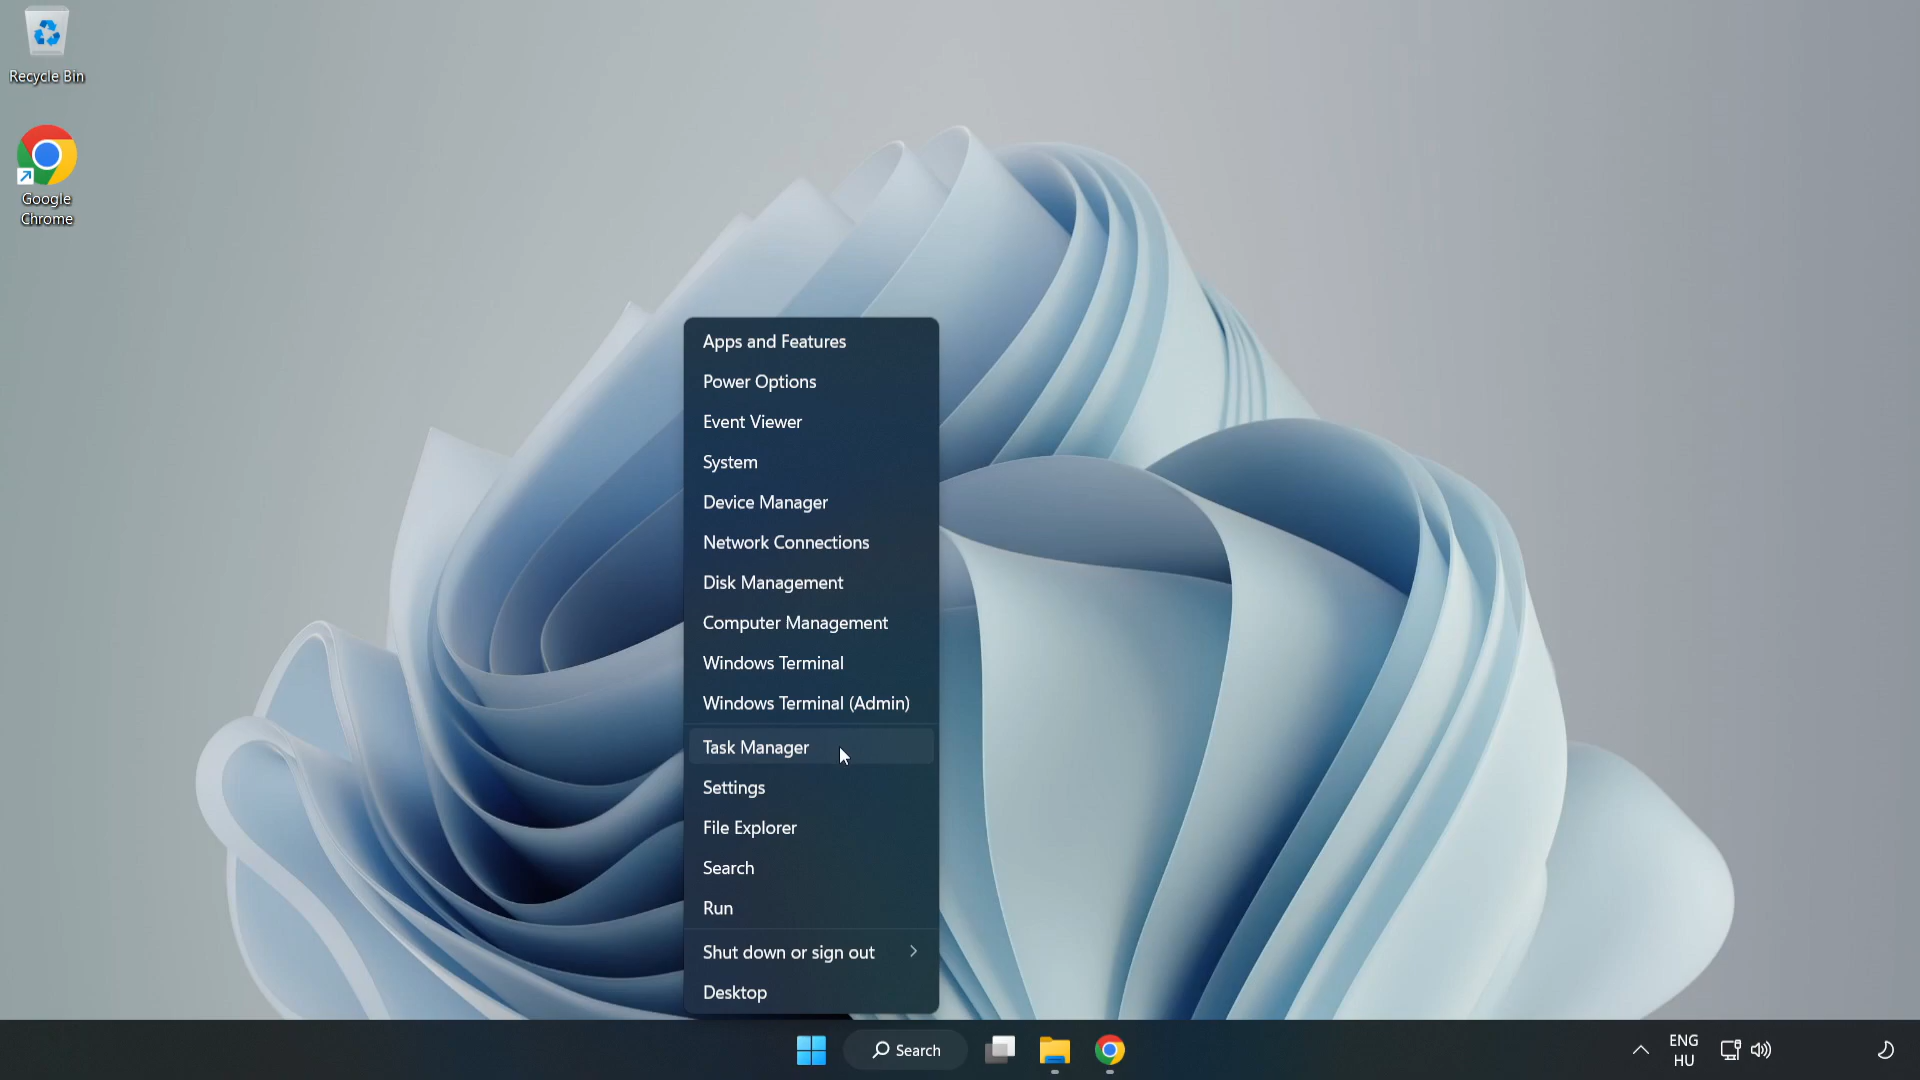 Recycle Bin
Google
Chrome
Apps and Features
Power Options
Event Viewer
System
Device Manager
Network Connections
Disk Management
Computer Management
Windows Terminal
Windows Terminal (Admin)
Task Manager
Settings
File Explorer
Search
Run
Shut down or sign out
Desktop
Search
ENG
HU